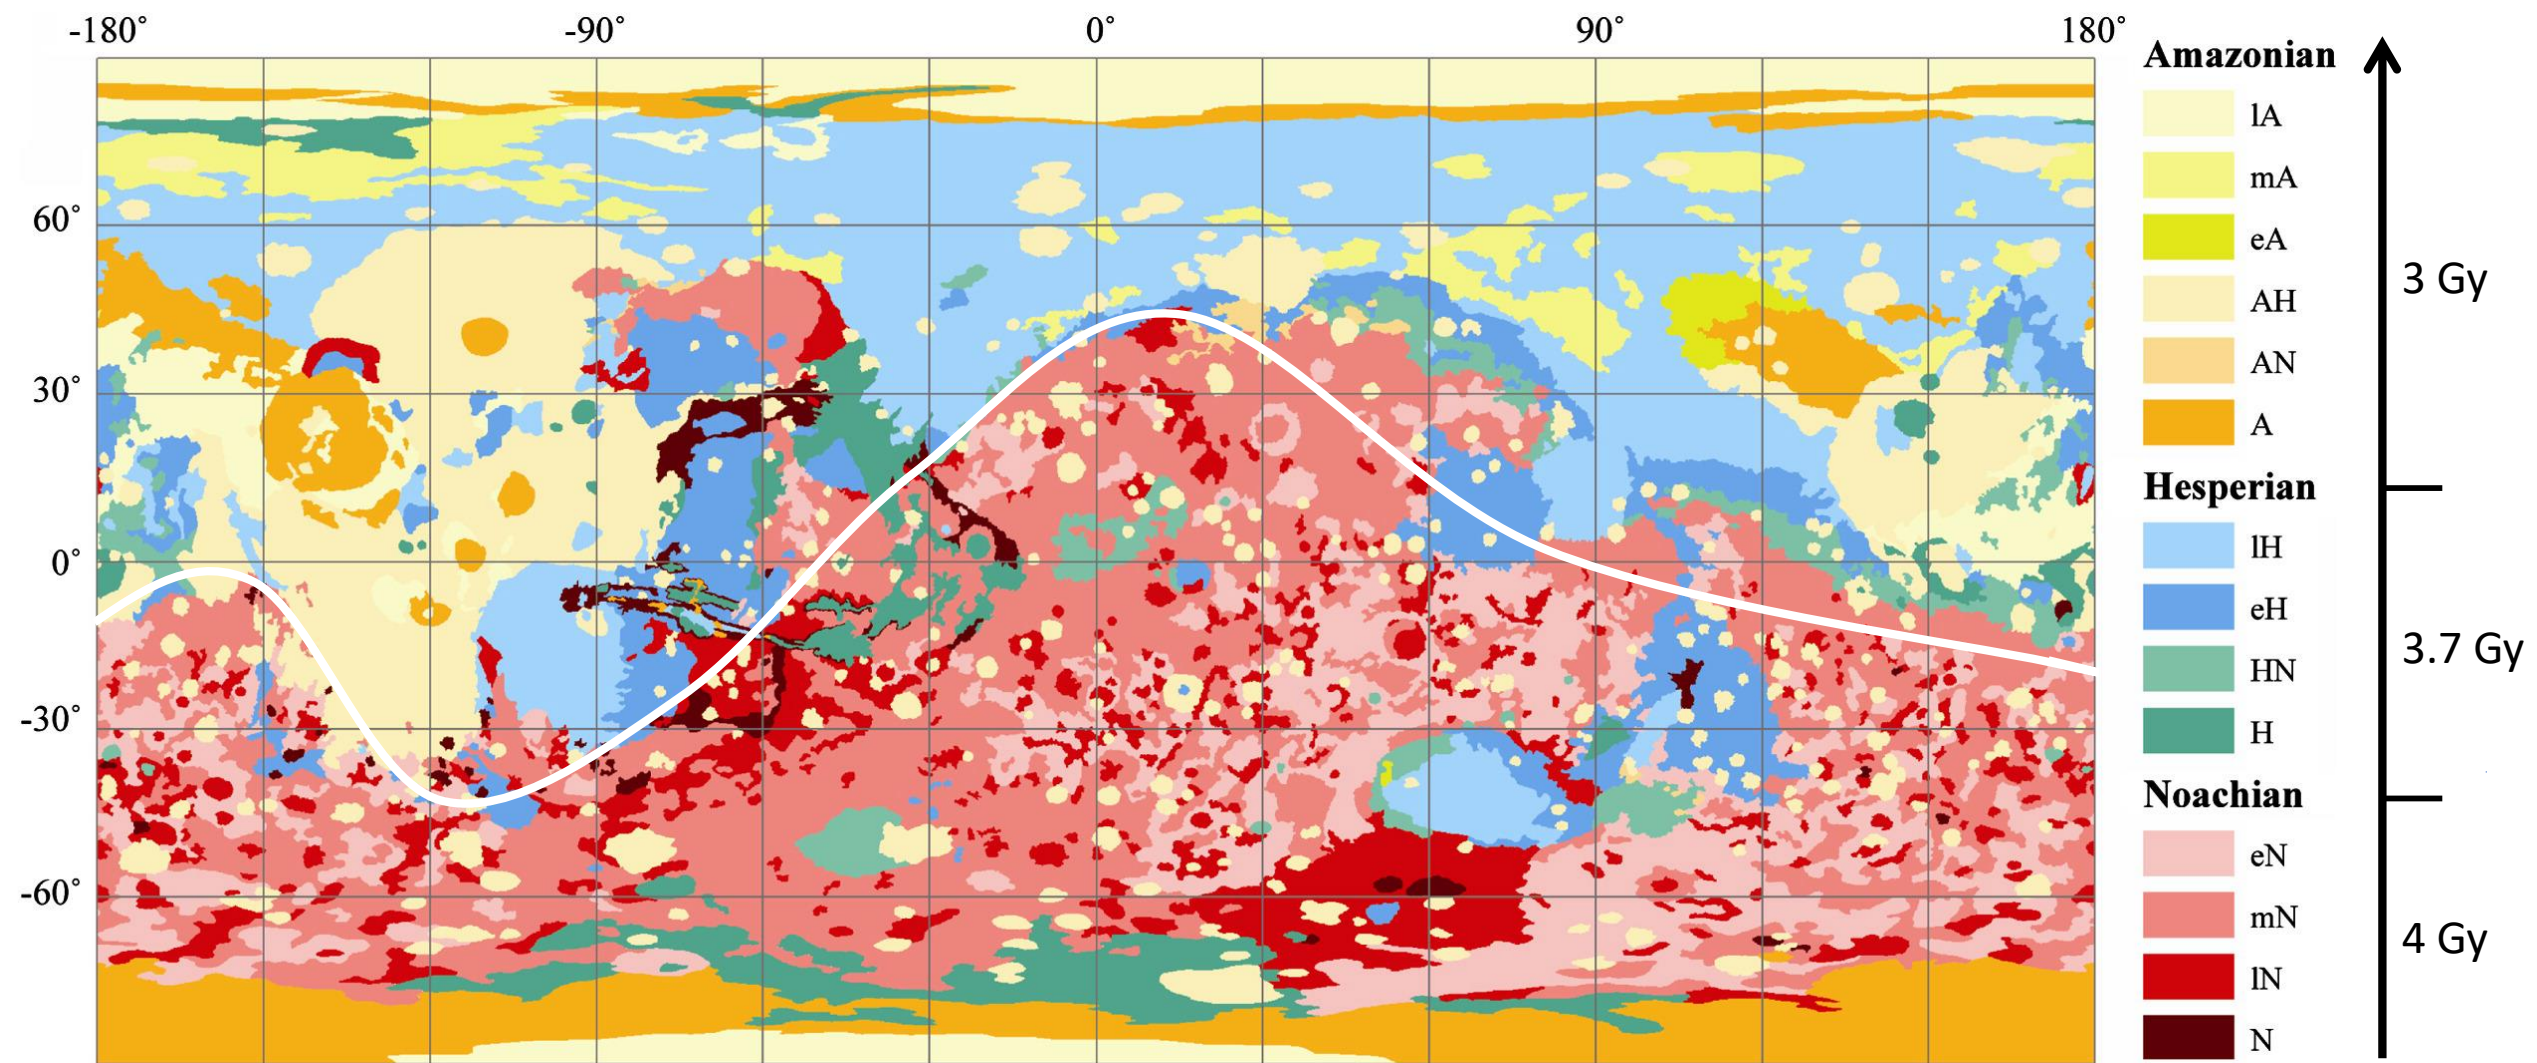 -180° -90° 0° 90° 180°
60°
30°
0°
-30°
-60°
Amazonian
lA
mA
eA
AH
AN
A
Hesperian
lH
eH
HN
H
Noachian
eN
mN
lN
N
3 Gy
3.7 Gy
4 Gy